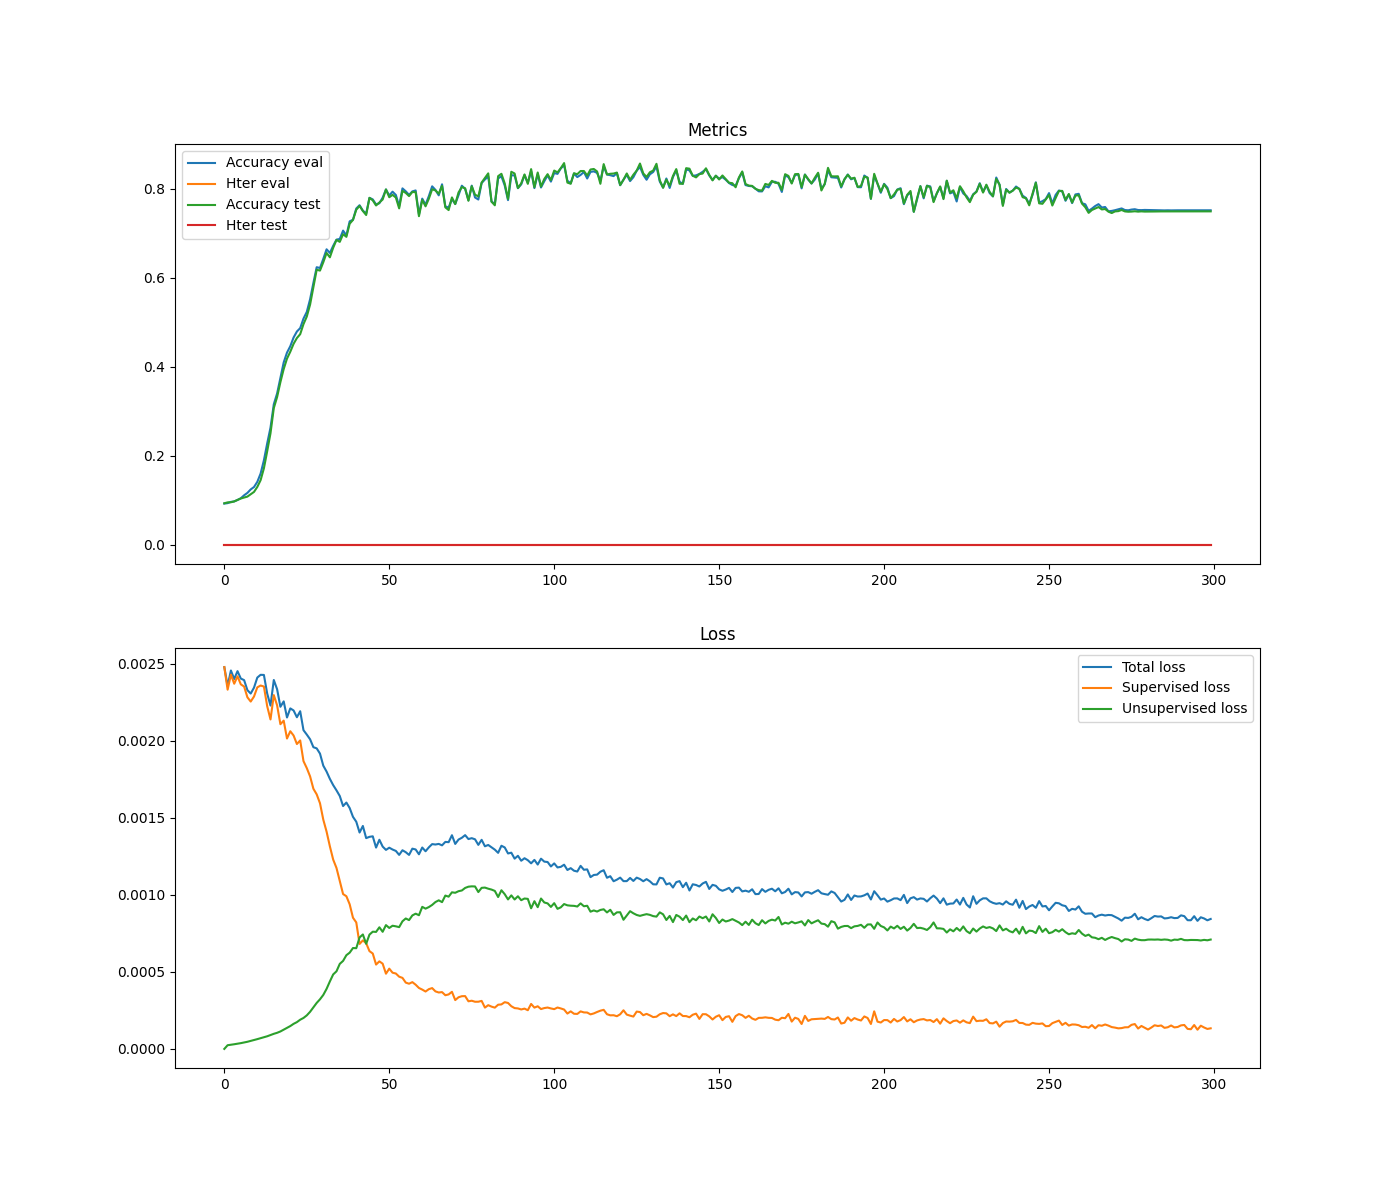 Metrics
Accuracy eval
Hter eval
Accuracy test
Hter test
0.8
0.6
0.4
0.2
0.0
0 50 100 150 200 250 300
Loss
Total loss
Supervised loss
Unsupervised loss
0.0025
0.0020
0.0015
0.0010
0.0005
0.0000
0 50 100 150 200 250 300